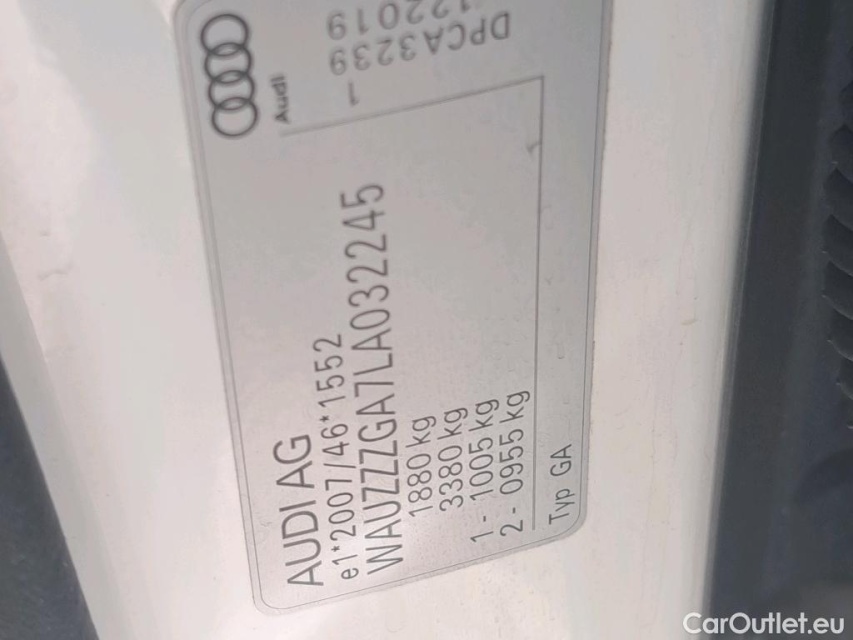 AUDI AG
e1*2007/46*1552
WAUZZZGA7LA032245
1880 kg
3380 kg
1- 1005 kg
2- 0955 kg
Typ GA
Audi
1
DPCA3239
122019
CarOutlet.eu